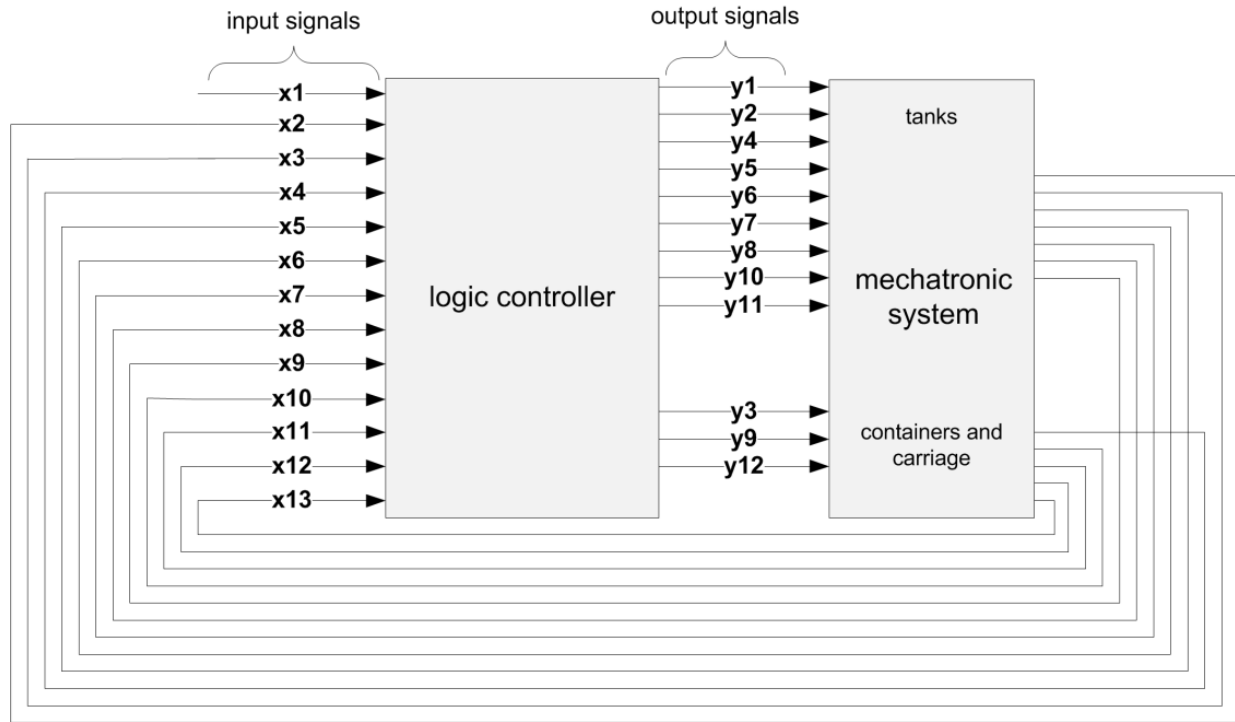 input signals
output signals
x1
x2
x3
x4
x5
x6
x7
x8
x9
x10
x11
x12
x13
logic controller
y1
y2
y4
y5
y6
y7
y8
y10
y11
y3
y9
y12
tanks
mechatronic
system
containers and
carriage